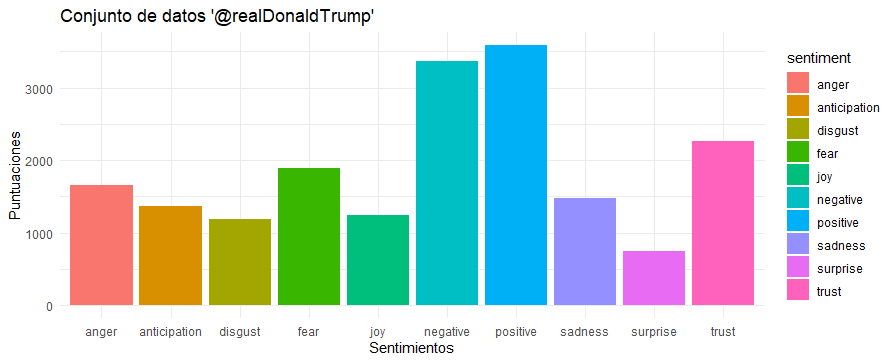 Conjunto de datos '@realDonaldTrump'
Puntuaciones
3000
2000
1000
0
anger anticipation disgust fear joy negative positive sadness surprise trust
Sentimientos
sentiment
anger
anticipation
disgust
fear
joy
negative
positive
sadness
surprise
trust